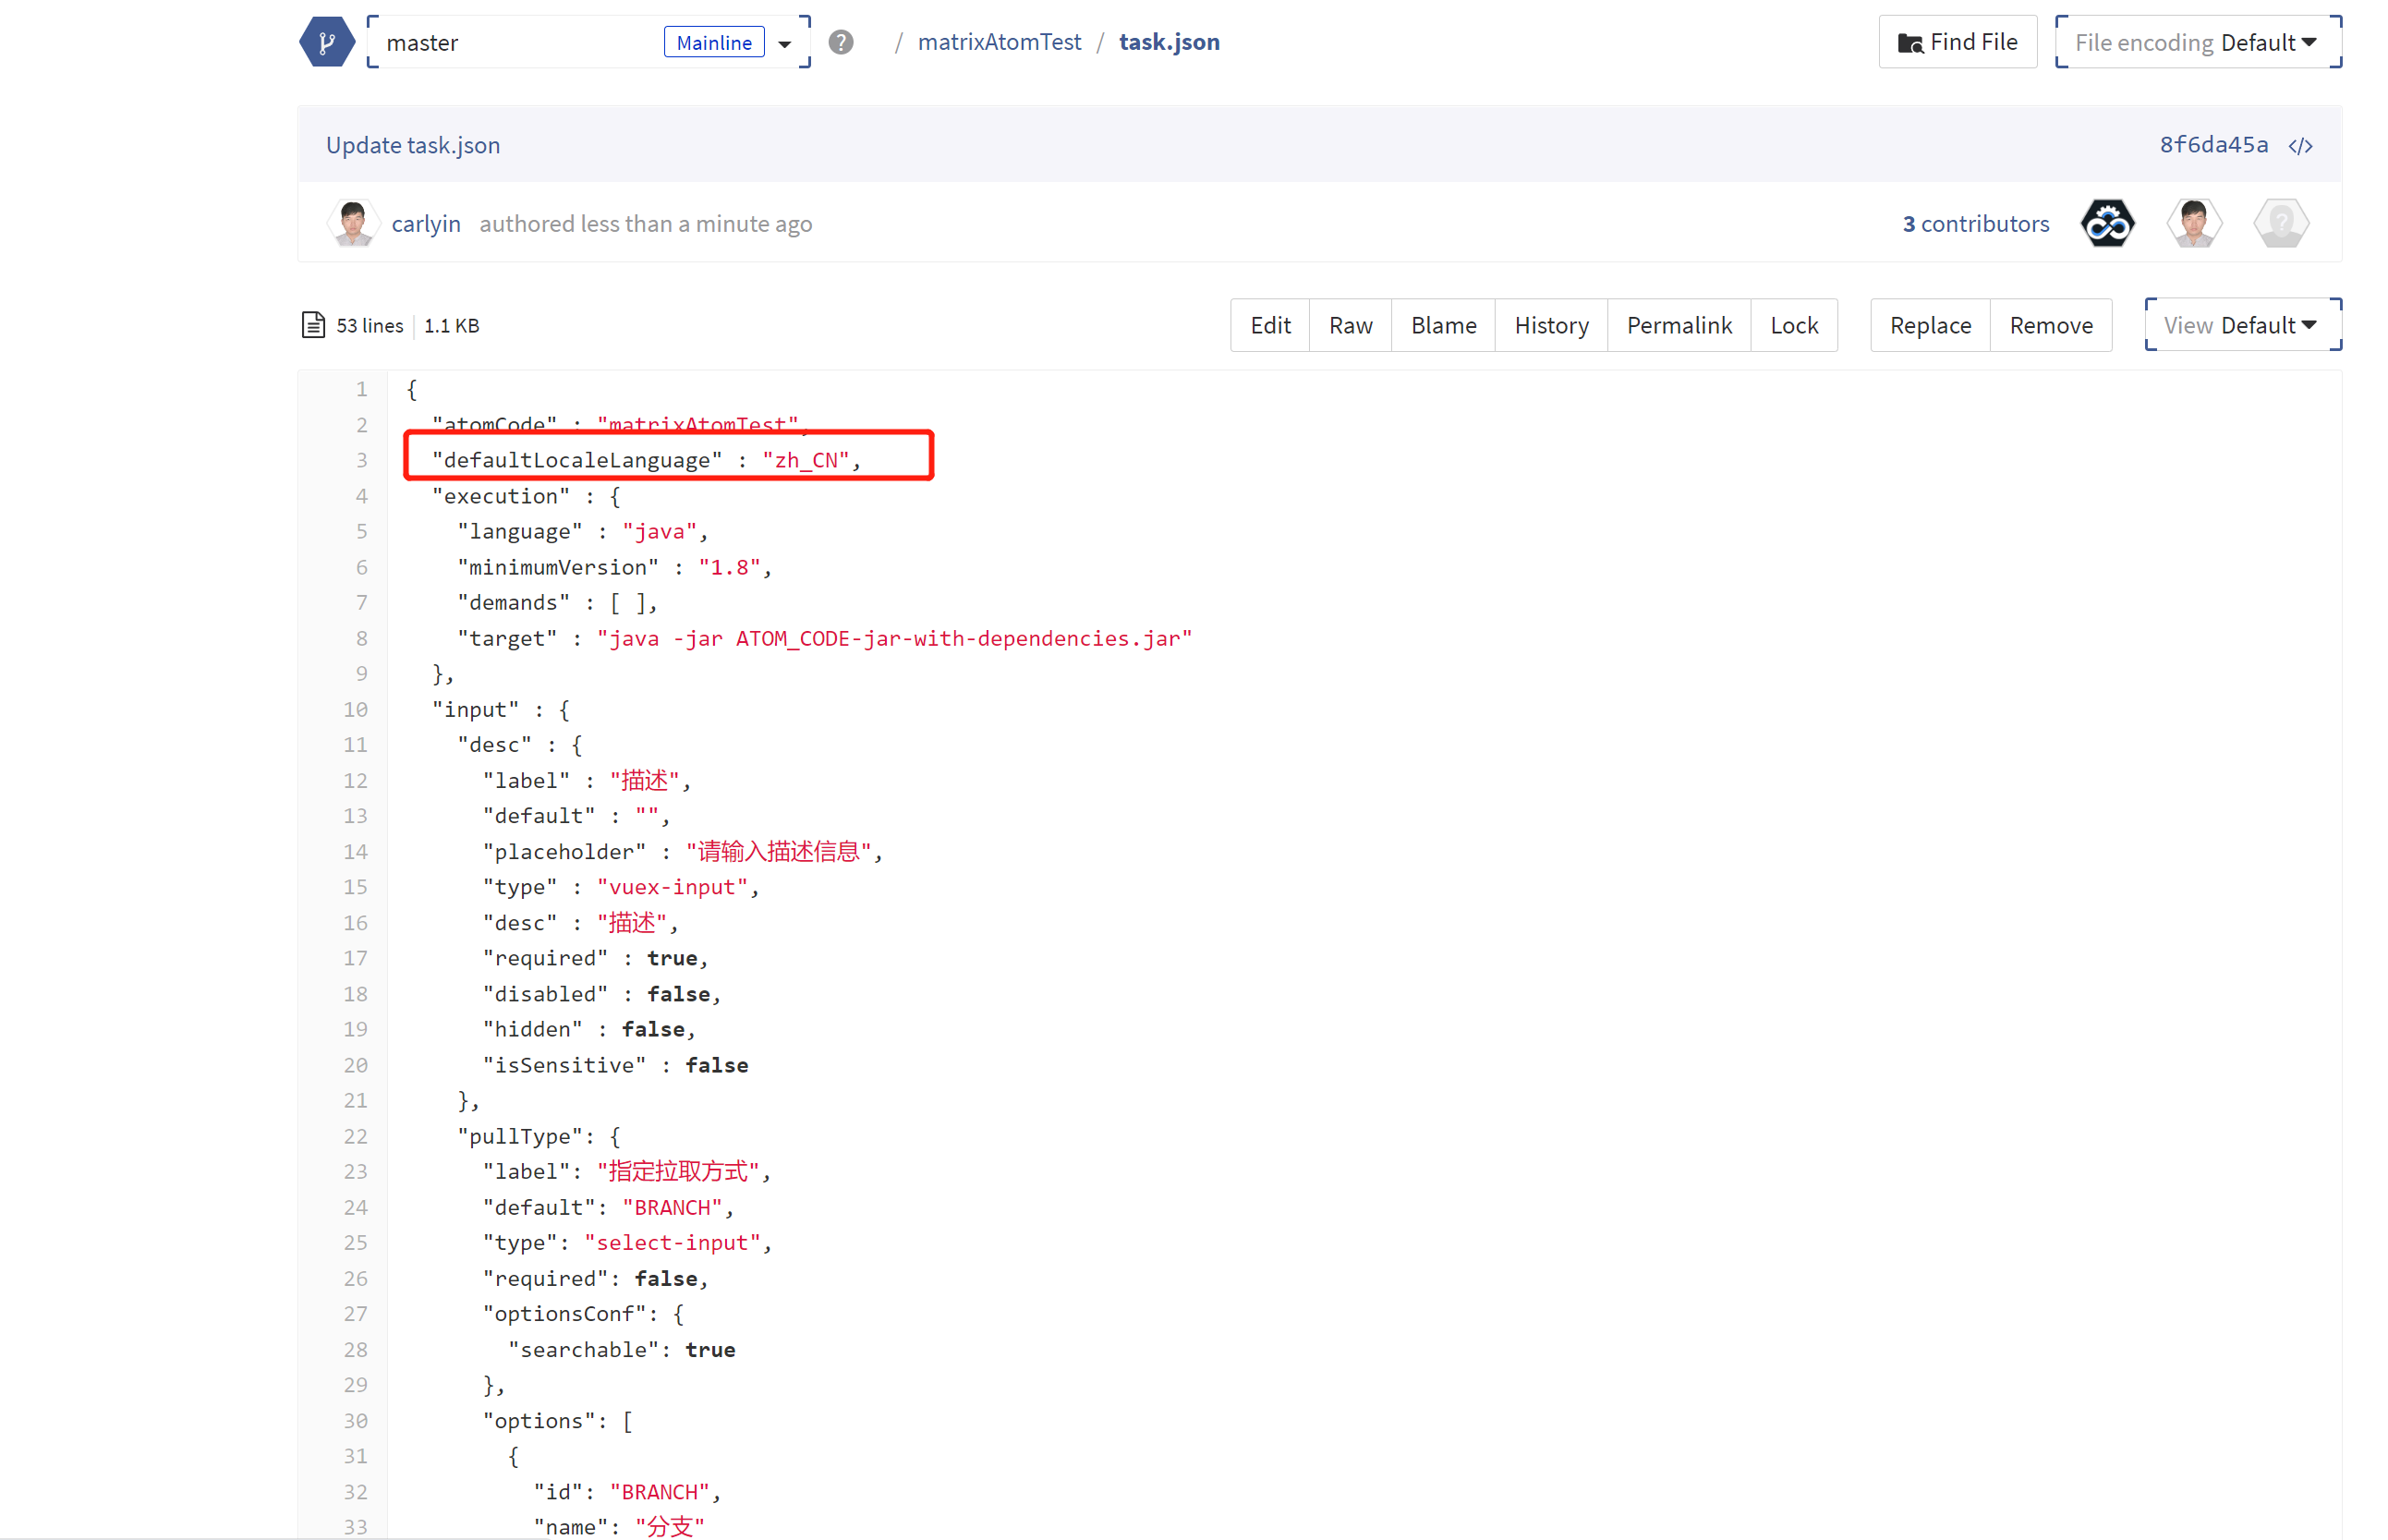 master Mainline / matrixAtomTest / task.json Find File File encoding Default
Update task.json 8f6da45a </>
carlyin authored less than a minute ago 3 contributors
53 lines 1.1 KB Edit Raw Blame History Permalink Lock Replace Remove View Default
1 {
2 "atomCode" : "matrixAtomTest",
3 "defaultLocaleLanguage" : "zh_CN",
4 "execution" : {
5 "language" : "java",
6 "minimumVersion" : "1.8",
7 "demands" : [ ],
8 "target" : "java -jar ATOM_CODE-jar-with-dependencies.jar"
9 },
10 "input" : {
11 "desc" : {
12 "label" : "描述",
13 "default" : "",
14 "placeholder" : "请输入描述信息",
15 "type" : "vuex-input",
16 "desc" : "描述",
17 "required" : true,
18 "disabled" : false,
19 "hidden" : false,
20 "isSensitive" : false
21 },
22 "pullType": {
23 "label": "指定拉取方式",
24 "default": "BRANCH",
25 "type": "select-input",
26 "required": false,
27 "optionsConf": {
28 "searchable": true
29 },
30 "options": [
31 {
32 "id": "BRANCH",
33 "name": "分支"